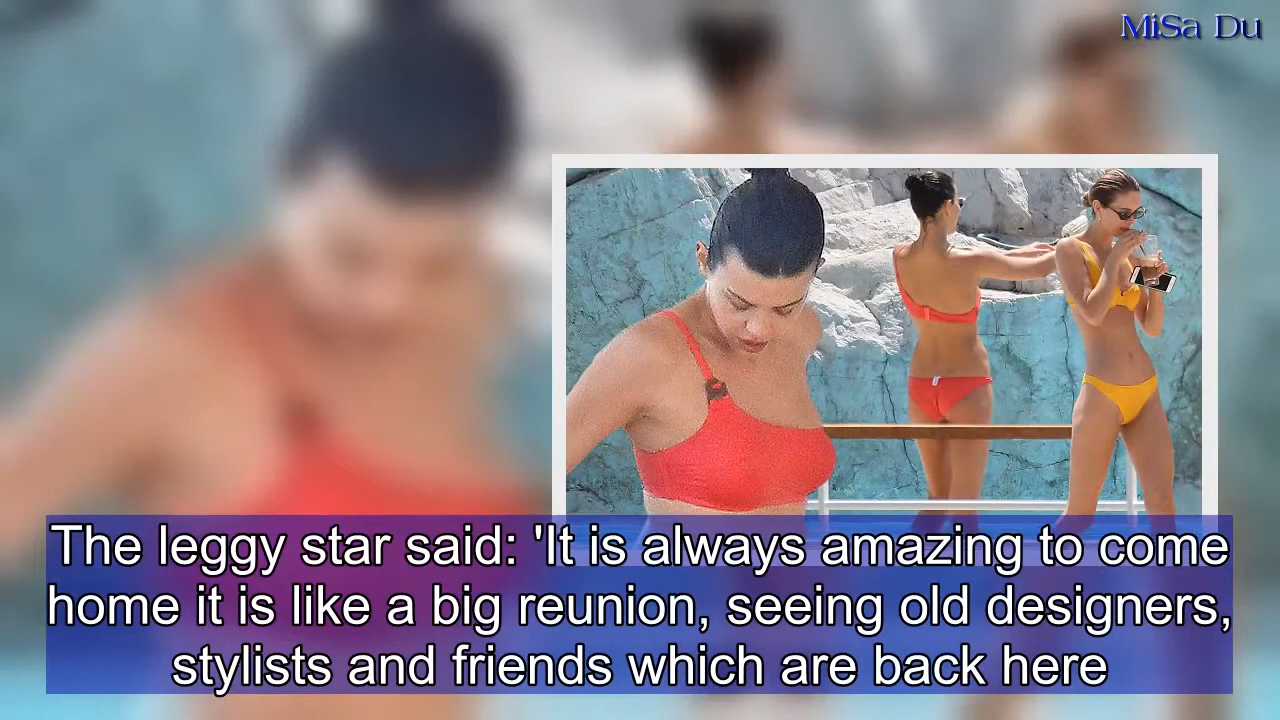 MiSa Du
The leggy star said: 'It is always amazing to come
home it is like a big reunion, seeing old designers,
stylists and friends which are back here